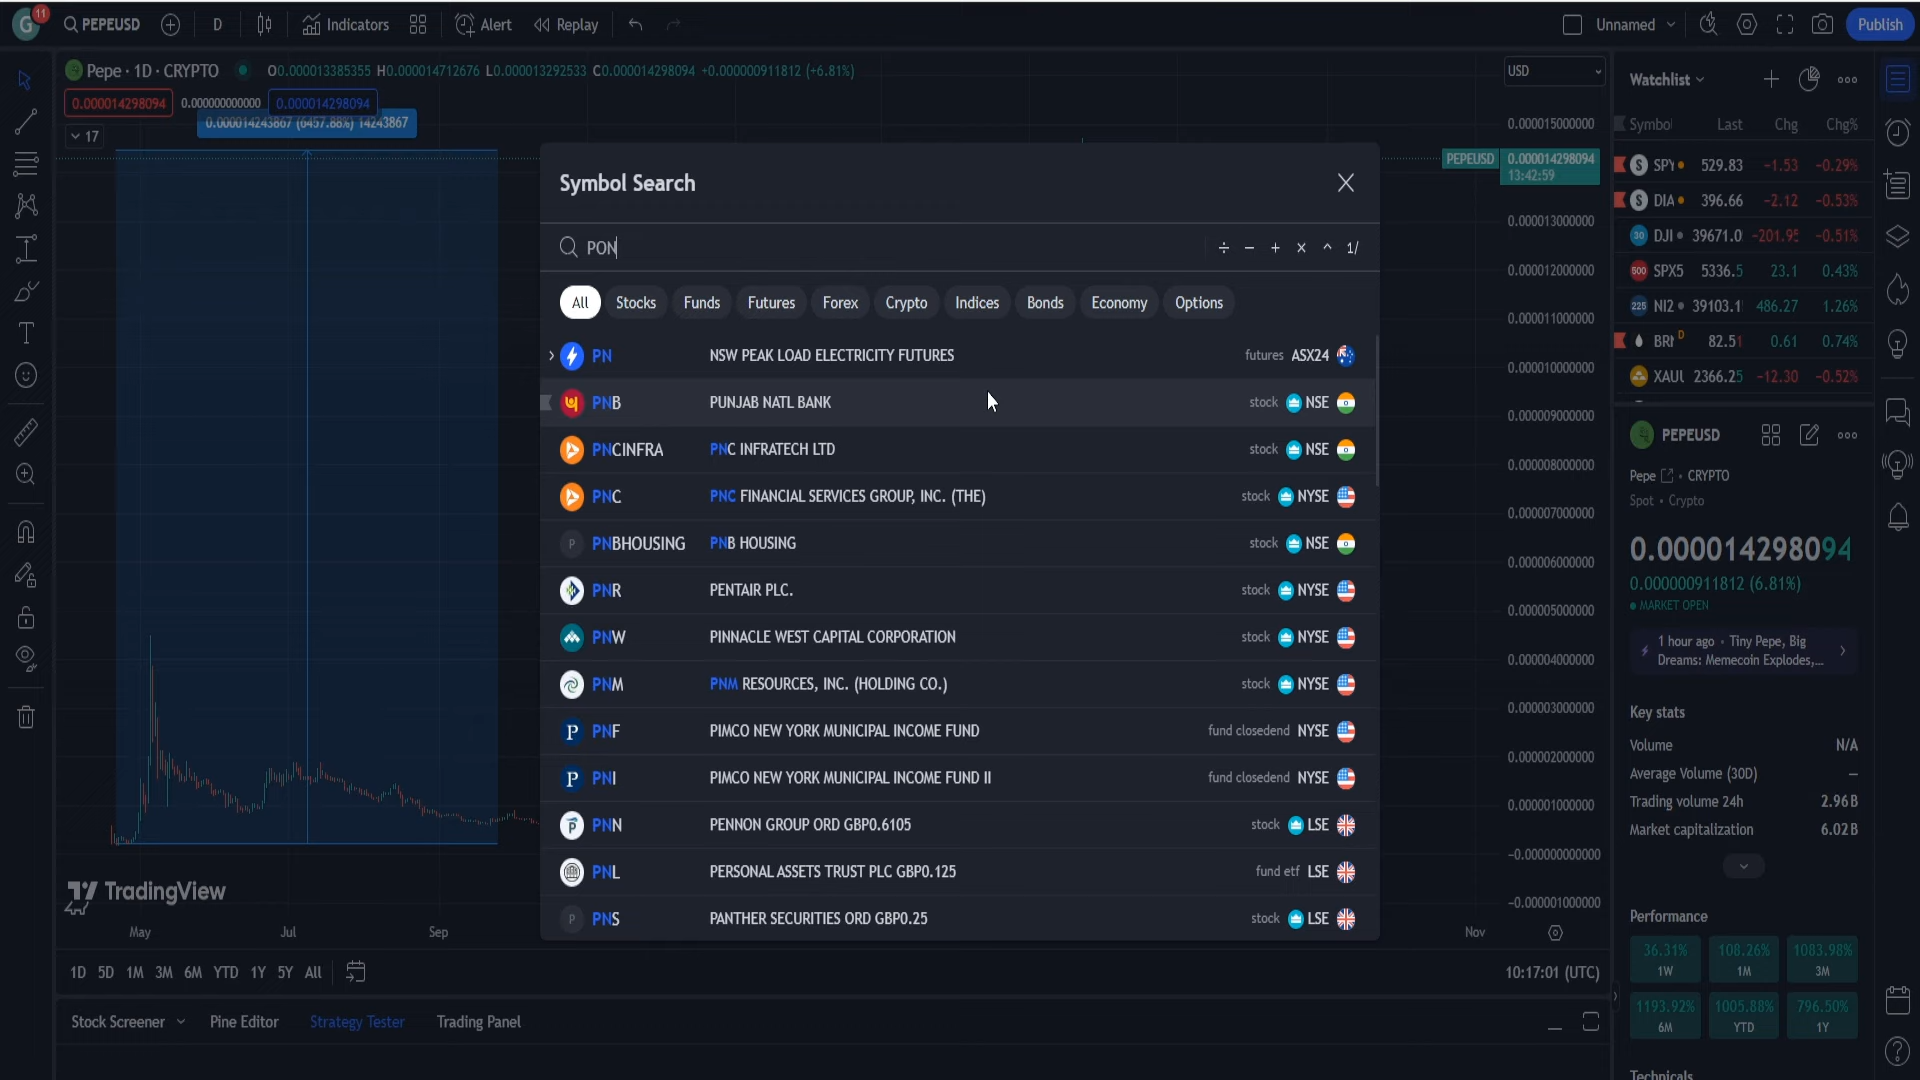 G 11 PEPEUSD D Indicators Alert Replay Unnamed Publish
Pepe · 1D · CRYPTO O0.000013385355 H0.000014712676 L0.000013292533 C0.000014298094 +0.000000911812 (+6.81%)
0.000014298094 0.000000000000 0.000014298094
0.000014243867 (6457.88%) 14243867
17
USD
0.000015000000
PEPEUSD 0.000014298094
13:42:59
0.000013000000
0.000012000000
0.000011000000
0.000010000000
0.000009000000
0.000008000000
0.000007000000
0.000006000000
0.000005000000
0.000004000000
0.000003000000
0.000002000000
0.000001000000
-0.000000000000
-0.000001000000
Symbol Search
PON
÷ − + × ^ 1/
All Stocks Funds Futures Forex Crypto Indices Bonds Economy Options
PN NSW PEAK LOAD ELECTRICITY FUTURES futures ASX24
PNB PUNJAB NATL BANK stock NSE
PNCINFRA PNC INFRATECH LTD stock NSE
PNC PNC FINANCIAL SERVICES GROUP, INC. (THE) stock NYSE
P PNBHOUSING PNB HOUSING stock NSE
PNR PENTAIR PLC. stock NYSE
PNW PINNACLE WEST CAPITAL CORPORATION stock NYSE
PNM PNM RESOURCES, INC. (HOLDING CO.) stock NYSE
P PNF PIMCO NEW YORK MUNICIPAL INCOME FUND fund closedend NYSE
P PNI PIMCO NEW YORK MUNICIPAL INCOME FUND II fund closedend NYSE
PNN PENNON GROUP ORD GBP0.6105 stock LSE
PNL PERSONAL ASSETS TRUST PLC GBP0.125 fund etf LSE
P PNS PANTHER SECURITIES ORD GBP0.25 stock LSE
TradingView
May Jul Sep Nov
1D 5D 1M 3M 6M YTD 1Y 5Y All 10:17:01 (UTC)
Stock Screener Pine Editor Strategy Tester Trading Panel
Watchlist
Symbol Last Chg Chg%
S SPY 529.83 −1.53 −0.29%
S DIA 396.66 −2.12 −0.53%
30 DJI 39671.0 −201.95 −0.51%
500 SPX5 5336.5 23.1 0.43%
225 NI2 39103.1 486.27 1.26%
BRN D 82.51 0.61 0.74%
XAUU 2366.25 −12.30 −0.52%
PEPEUSD
Pepe • CRYPTO
Spot • Crypto
0.000014298094
0.000000911812 (6.81%)
MARKET OPEN
1 hour ago • Tiny Pepe, Big
Dreams: Memecoin Explodes,...
Key stats
Volume N/A
Average Volume (30D) –
Trading volume 24h 2.96B
Market capitalization 6.02B
Performance
36.31% 108.26% 1083.98%
1W 1M 3M
1193.92% 1005.88% 796.50%
6M YTD 1Y
Technicals